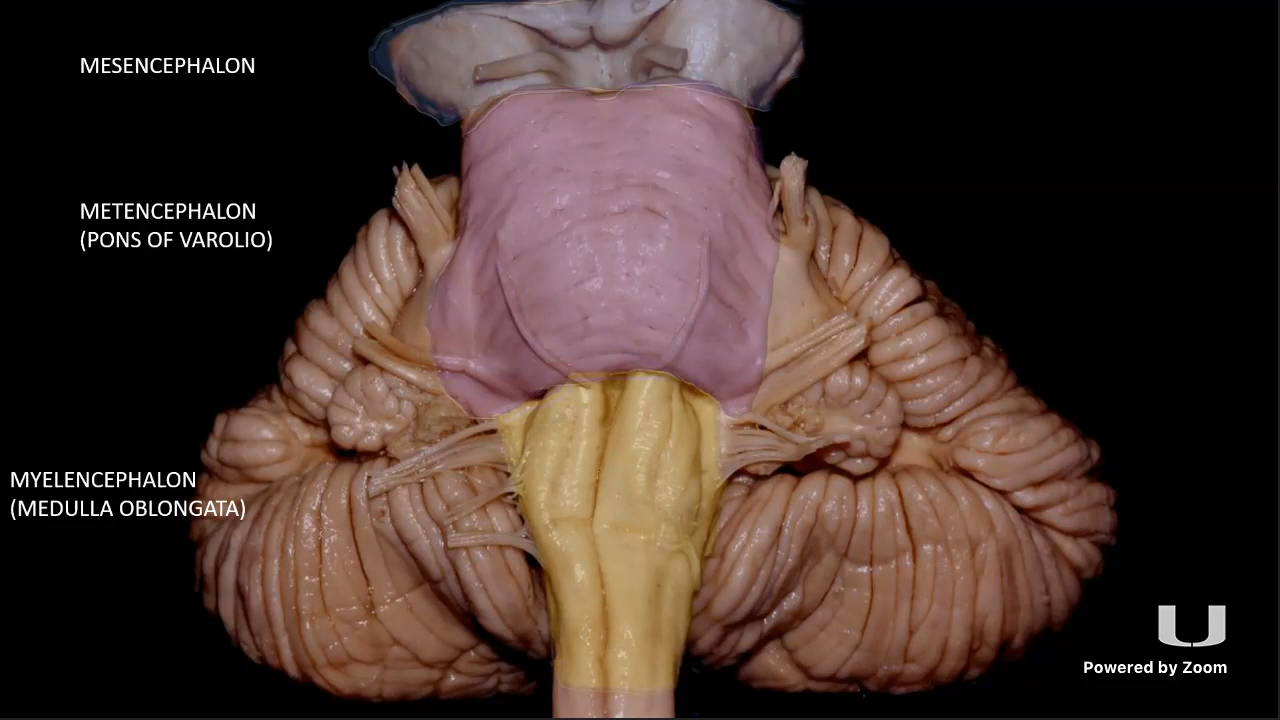 MESENCEPHALON
METENCEPHALON
(PONS OF VAROLIO)
MYELENCEPHALON
(MEDULLA OBLONGATA)
U
Powered by Zoom